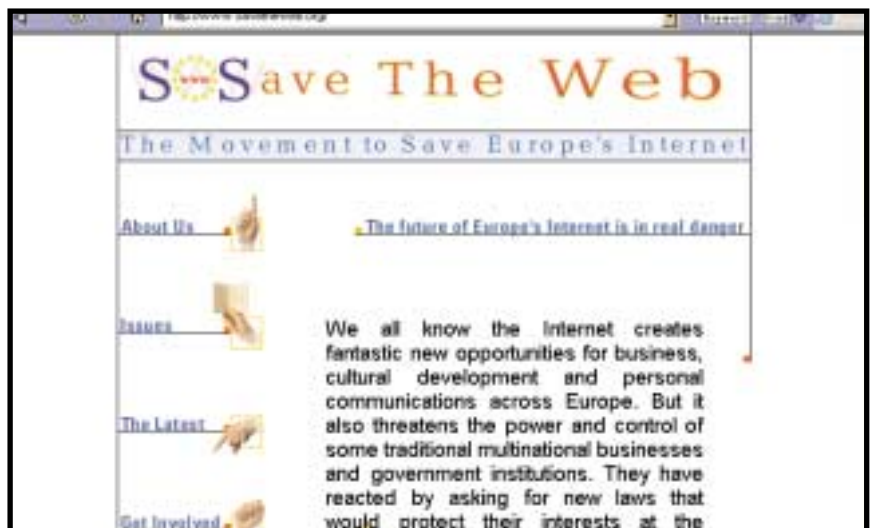 SOSave The Web
www
The Movement to Save Europe's Internet
About Us
The future of Europe's Internet is in real danger
Issues
The Latest
Get Involved
We all know the Internet creates
fantastic new opportunities for business,
cultural development and personal
communications across Europe. But it
also threatens the power and control of
some traditional multinational businesses
and government institutions. They have
reacted by asking for new laws that
would protect their interests at the